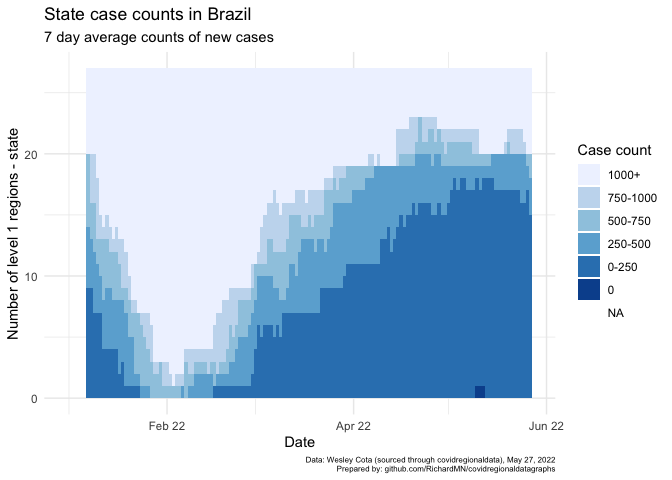 State case counts in Brazil
7 day average counts of new cases
Number of level 1 regions - state
20
10
0
Feb 22
Apr 22
Jun 22
Date
Case count
1000+
750-1000
500-750
250-500
0-250
0
NA
Data: Wesley Cota (sourced through covidregionaldata), May 27, 2022
Prepared by: github.com/RichardMN/covidregionaldatagraphs